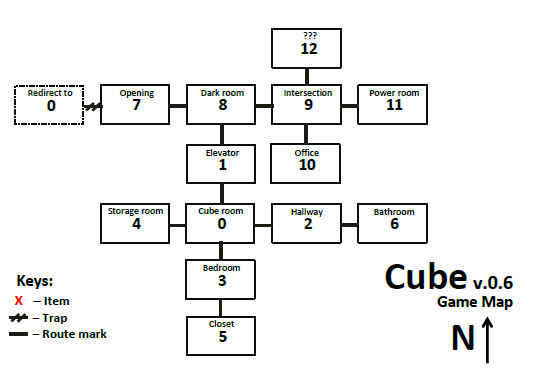 ???
12
Redirect to
0
Opening
7
Dark room
8
Intersection
9
Power room
11
Elevator
1
Office
10
Storage room
4
Cube room
0
Hallway
2
Bathroom
6
Bedroom
3
Closet
5
Keys:
X – Item
– Trap
– Route mark
Cube v.0.6
Game Map
N